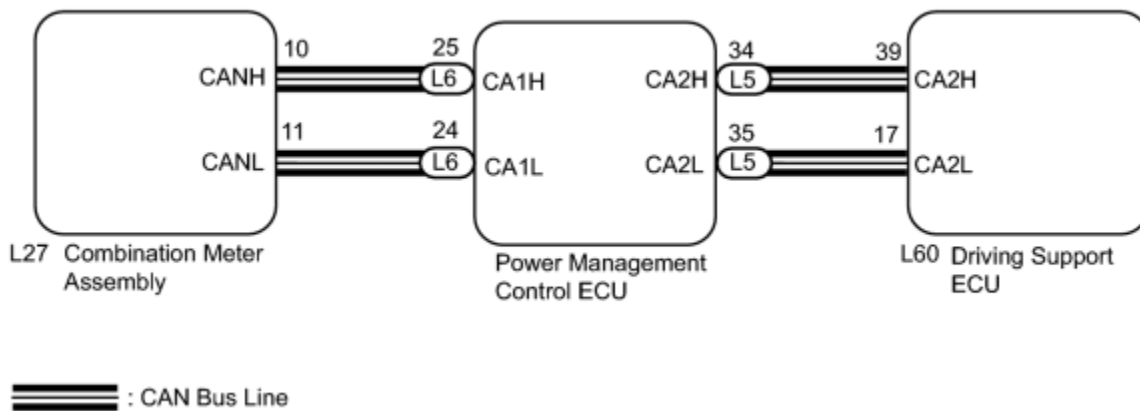 10
25
34
39
CANH
L6
CA1H
CA2H
L5
CA2H
11
24
35
17
CANL
L6
CA1L
CA2L
L5
CA2L
L27 Combination Meter
Assembly
Power Management
Control ECU
L60 Driving Support
ECU
: CAN Bus Line